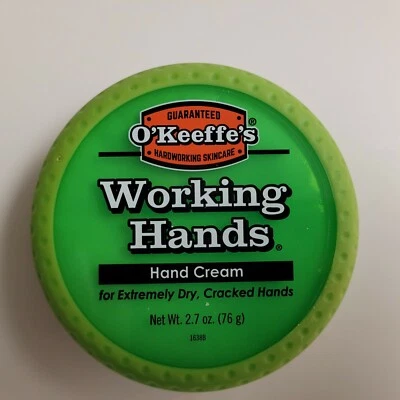 GUARANTEED
O'Keeffe's®
HARDWORKING SKINCARE
Working
Hands®
Hand Cream
for Extremely Dry, Cracked Hands
Net Wt. 2.7 oz. (76 g)